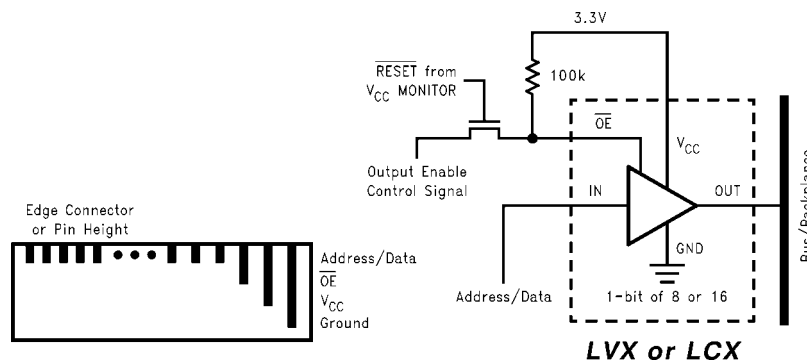 3.3V
RESET from
VCC MONITOR
100k
OE
VCC
Output Enable
Control Signal
IN
OUT
GND
Address/Data
1-bit of 8 or 16
LVX or LCX
Bus/Backplane
Edge Connector
or Pin Height
Address/Data
OE
VCC
Ground